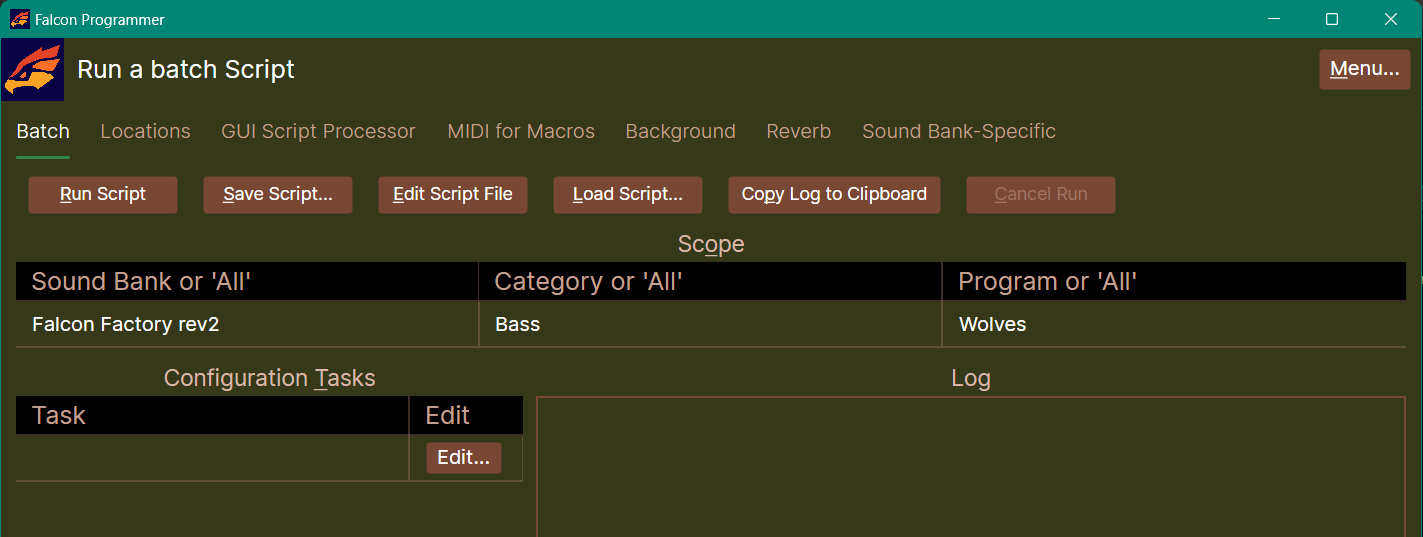 Falcon Programmer
Run a batch Script
Menu...
Batch Locations GUI Script Processor MIDI for Macros Background Reverb Sound Bank-Specific
Run Script Save Script... Edit Script File Load Script... Copy Log to Clipboard Cancel Run
Scope
Sound Bank or 'All' Category or 'All' Program or 'All'
Falcon Factory rev2 Bass Wolves
Configuration Tasks Log
Task Edit
Edit...